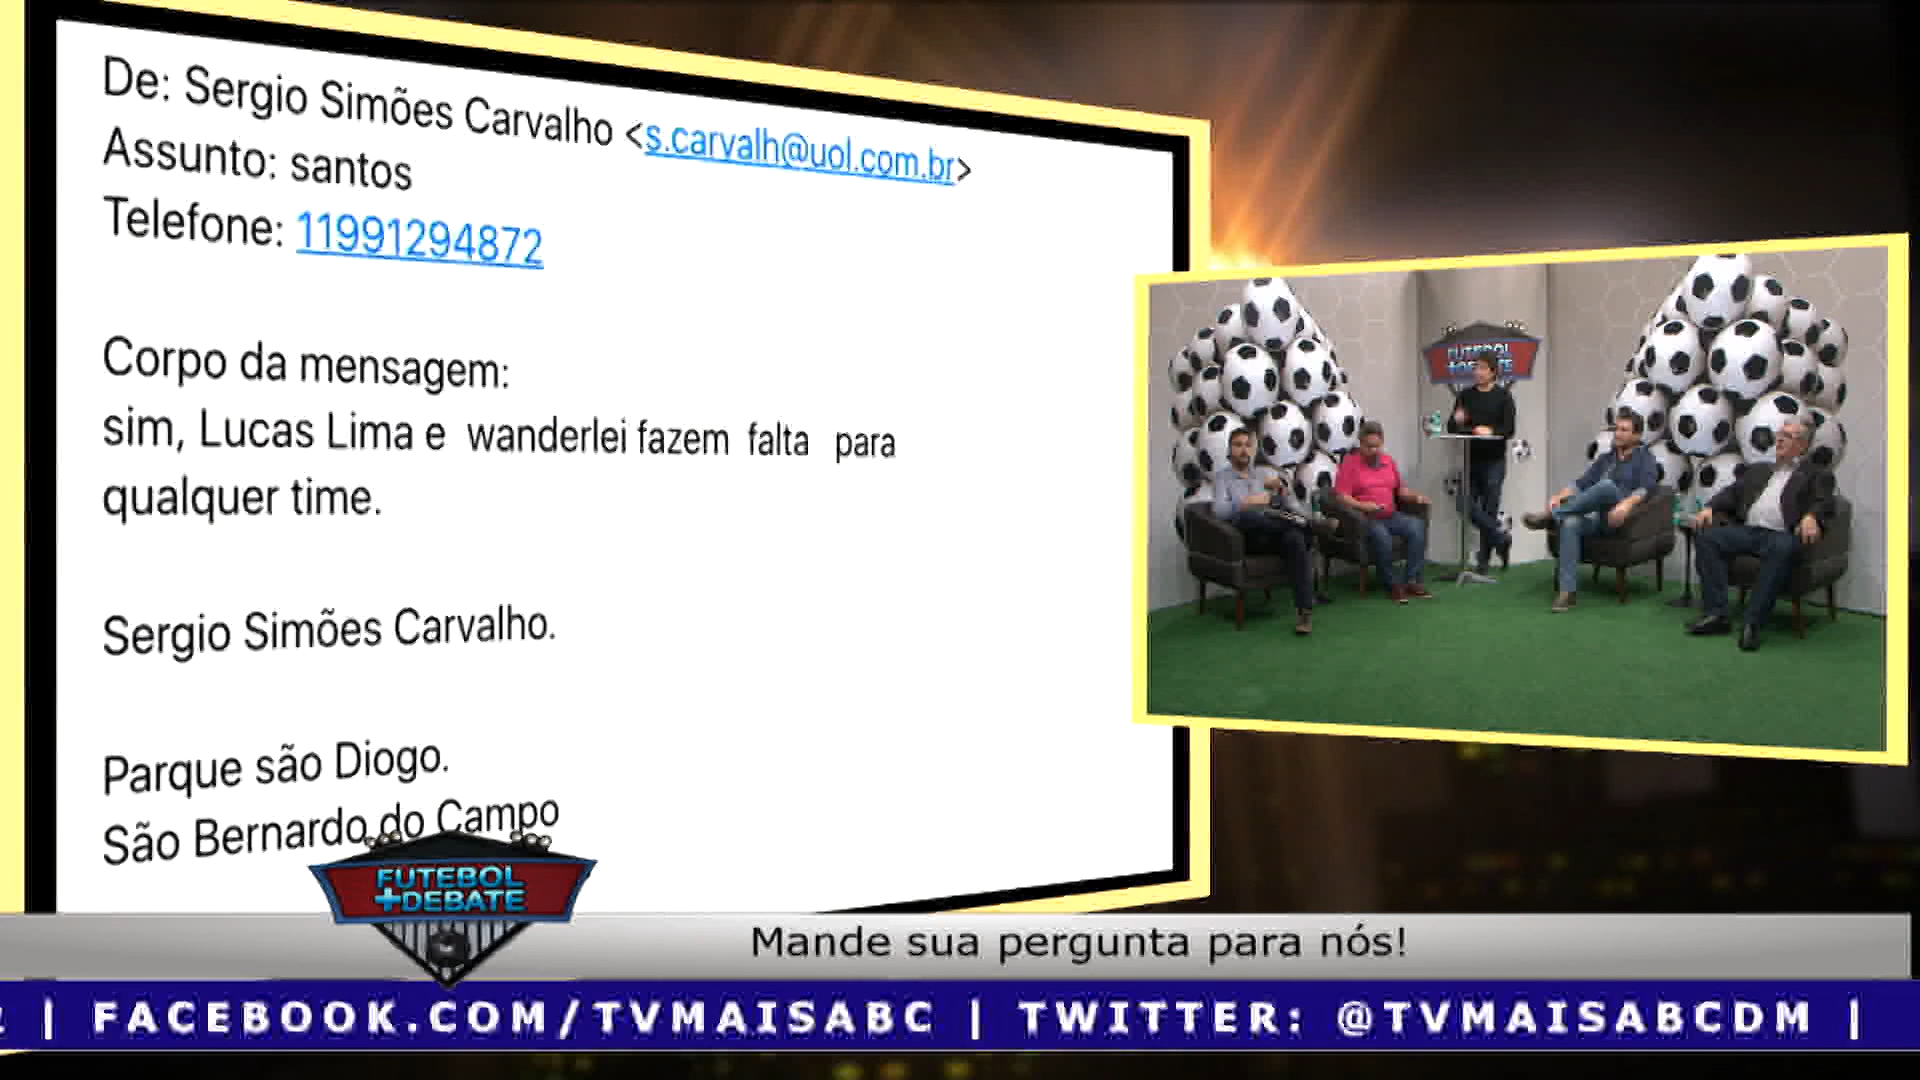 De: Sergio Simões Carvalho <s.carvalh@uol.com.br>
Assunto: santos
Telefone: 11991294872
Corpo da mensagem:
sim, Lucas Lima e wanderlei fazem falta para
qualquer time.
Sergio Simões Carvalho.
Parque são Diogo.
São Bernardo do Campo
FUTEBOL
+DEBATE
FUTEBOL
+DEBATE
Mande sua pergunta para nós!
| FACEBOOK.COM/TVMAISABC | TWITTER: @TVMAISABCDM |